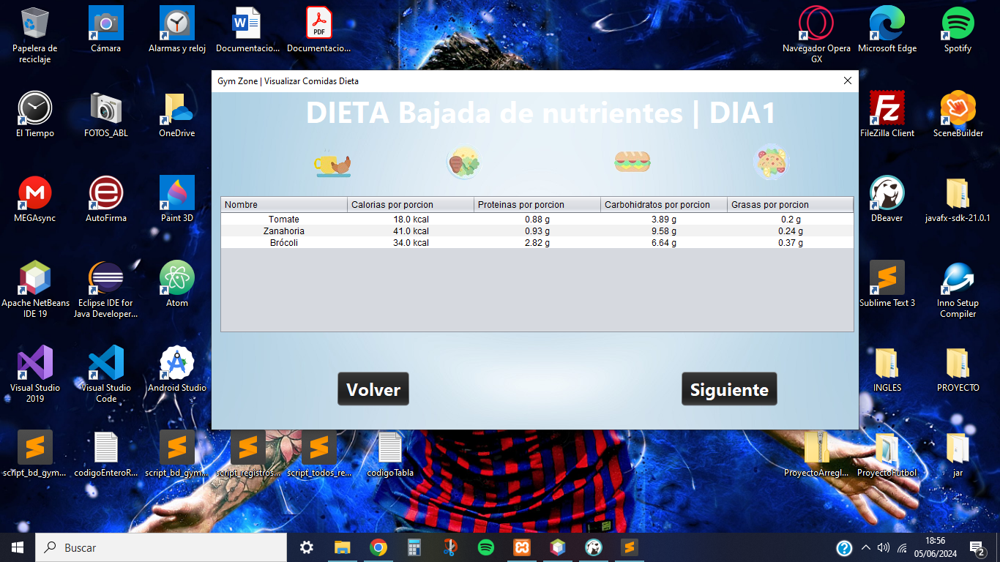 Papelera de
reciclaje
Cámara
Alarmas y reloj
Documentacio...
PDF
Documentacio...
Navegador Opera
GX
Microsoft Edge
Spotify
Gym Zone | Visualizar Comidas Dieta
DIETA Bajada de nutrientes | DIA1
El Tiempo
FOTOS_ABL
OneDrive
FileZilla Client
SceneBuilder
Nombre Calorias por porcion Proteinas por porcion Carbohidratos por porcion Grasas por porcion
Tomate 18.0 kcal 0.88 g 3.89 g 0.2 g
Zanahoria 41.0 kcal 0.93 g 9.58 g 0.24 g
Brócoli 34.0 kcal 2.82 g 6.64 g 0.37 g
MEGAsync
AutoFirma
Paint 3D
DBeaver
javafx-sdk-21.0.1
Apache NetBeans
IDE 19
Eclipse IDE for
Java Developer...
Atom
Sublime Text 3
Inno Setup
Compiler
Volver
Siguiente
Visual Studio
2019
Visual Studio
Code
Android Studio
INGLES
PROYECTO
script_bd_gym...
codigoEnteroR...
script_bd_gym...
script_registros...
script_todos_re...
codigoTabla
ProyectoArregl...
ProyectoFutbol
jar
Buscar
18:56
05/06/2024
2